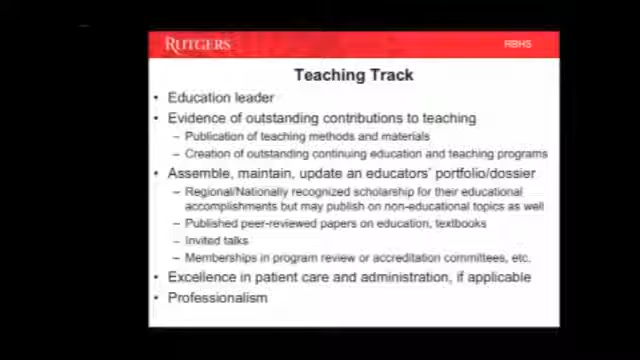 RUTGERS
RBHS
Teaching Track
• Education leader
• Evidence of outstanding contributions to teaching
– Publication of teaching methods and materials
– Creation of outstanding continuing education and teaching programs
• Assemble, maintain, update an educators' portfolio/dossier
– Regional/Nationally recognized scholarship for their educational
accomplishments but may publish on non-educational topics as well
– Published peer-reviewed papers on education, textbooks
– Invited talks
– Memberships in program review or accreditation committees, etc.
• Excellence in patient care and administration, if applicable
• Professionalism